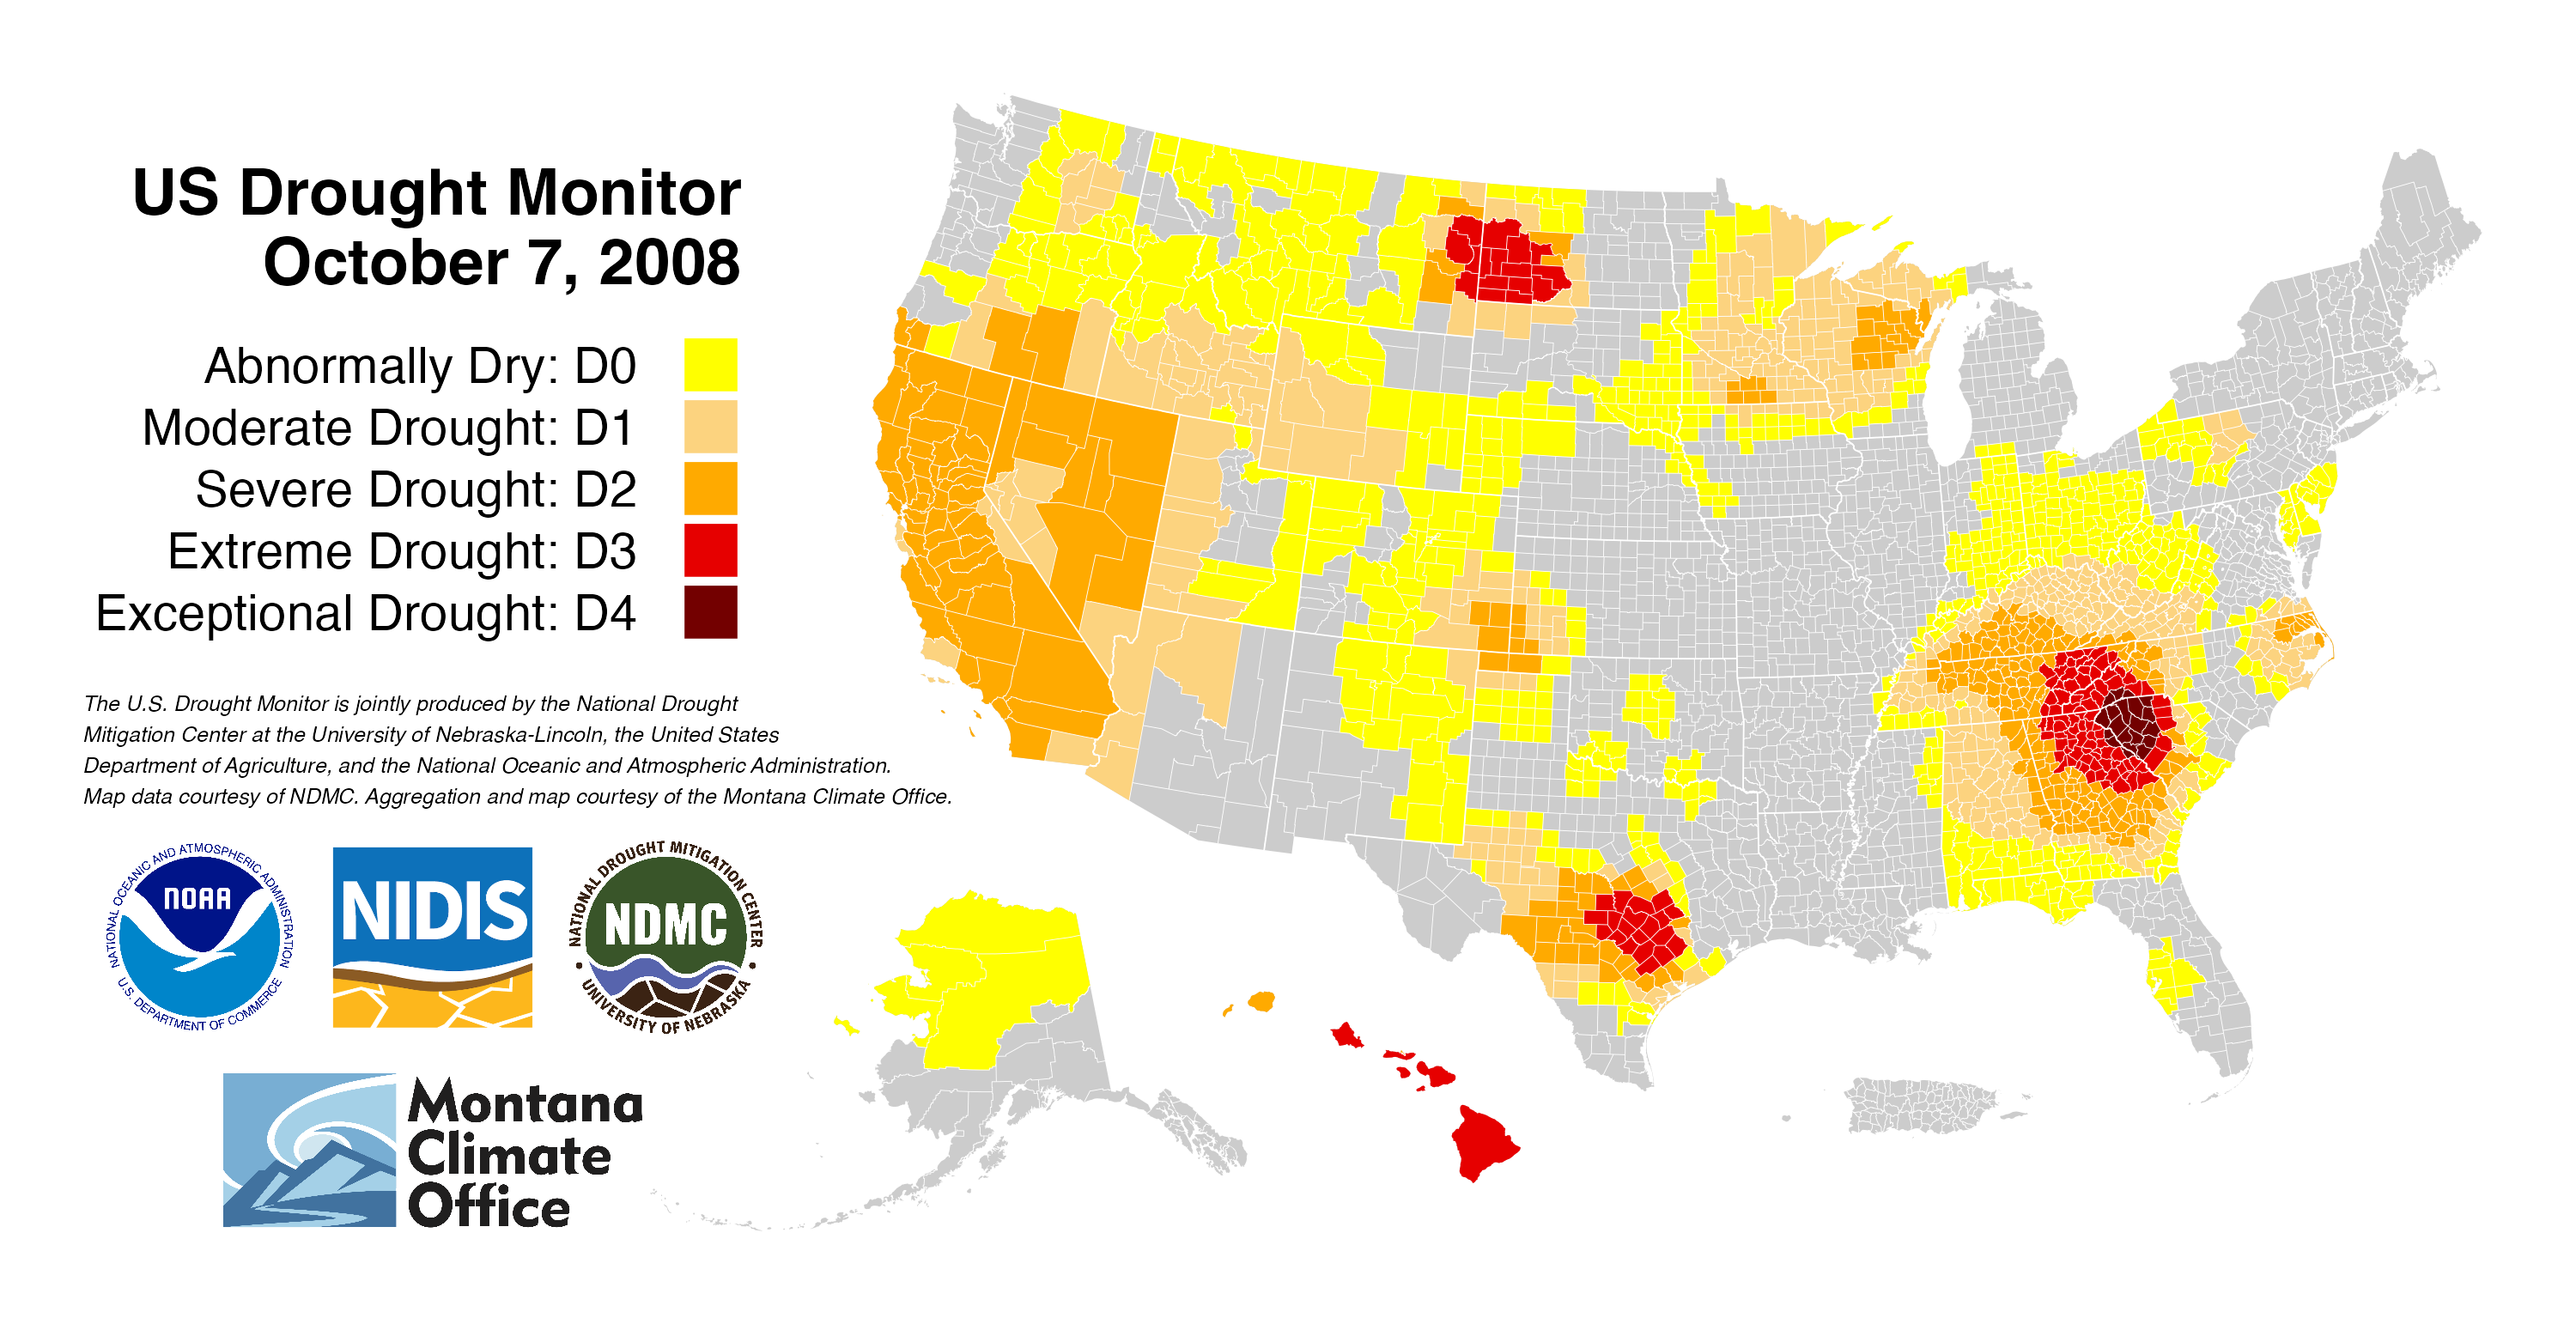 US Drought Monitor
October 7, 2008
Abnormally Dry: D0
Moderate Drought: D1
Severe Drought: D2
Extreme Drought: D3
Exceptional Drought: D4
The U.S. Drought Monitor is jointly produced by the National Drought
Mitigation Center at the University of Nebraska-Lincoln, the United States
Department of Agriculture, and the National Oceanic and Atmospheric Administration.
Map data courtesy of NDMC. Aggregation and map courtesy of the Montana Climate Office.
NATIONAL OCEANIC AND ATMOSPHERIC ADMINISTRATION
NOAA
U.S. DEPARTMENT OF COMMERCE
NIDIS
NATIONAL DROUGHT MITIGATION CENTER
NDMC
UNIVERSITY OF NEBRASKA
Montana
Climate
Office